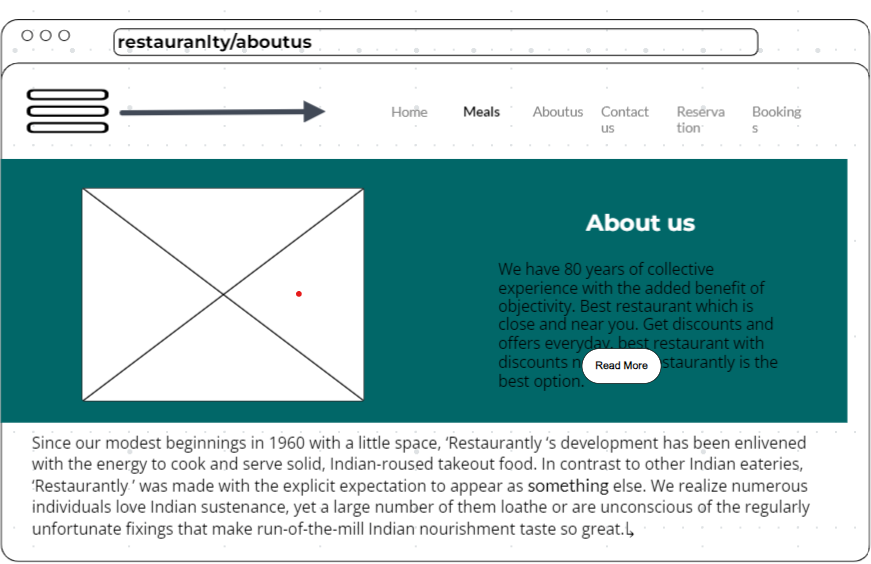 restauranlty/aboutus
Home Meals Aboutus Contact us Reserva tion Booking s
About us
We have 80 years of collective
experience with the added benefit of
objectivity. Best restaurant which is
close and near you. Get discounts and
offers everyday, best restaurant with
discounts n staurantly is the
best option.
Read More
Since our modest beginnings in 1960 with a little space, ‘Restaurantly ‘s development has been enlivened
with the energy to cook and serve solid, Indian-roused takeout food. In contrast to other Indian eateries,
‘Restaurantly ’ was made with the explicit expectation to appear as something else. We realize numerous
individuals love Indian sustenance, yet a large number of them loathe or are unconscious of the regularly
unfortunate fixings that make run-of-the-mill Indian nourishment taste so great.